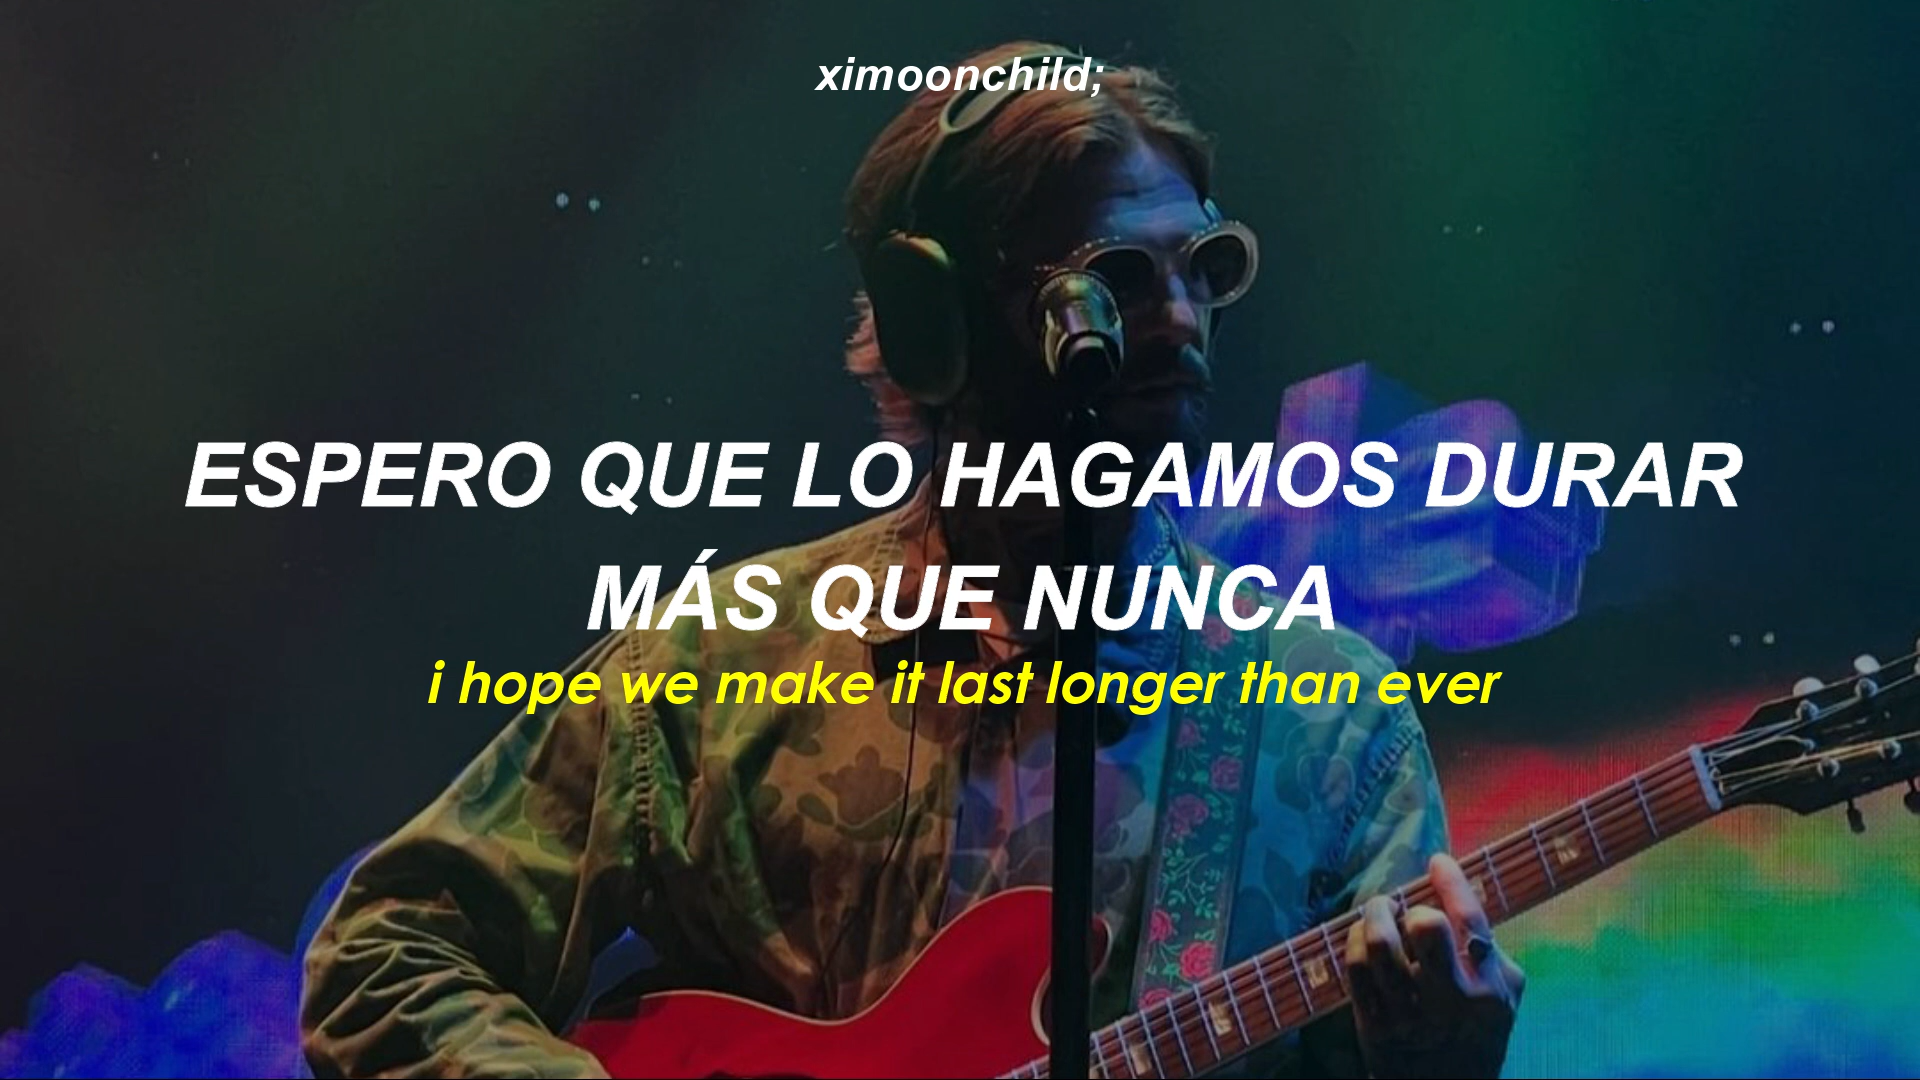 ximoonchild;
ESPERO QUE LO HAGAMOS DURAR
MÁS QUE NUNCA
i hope we make it last longer than ever